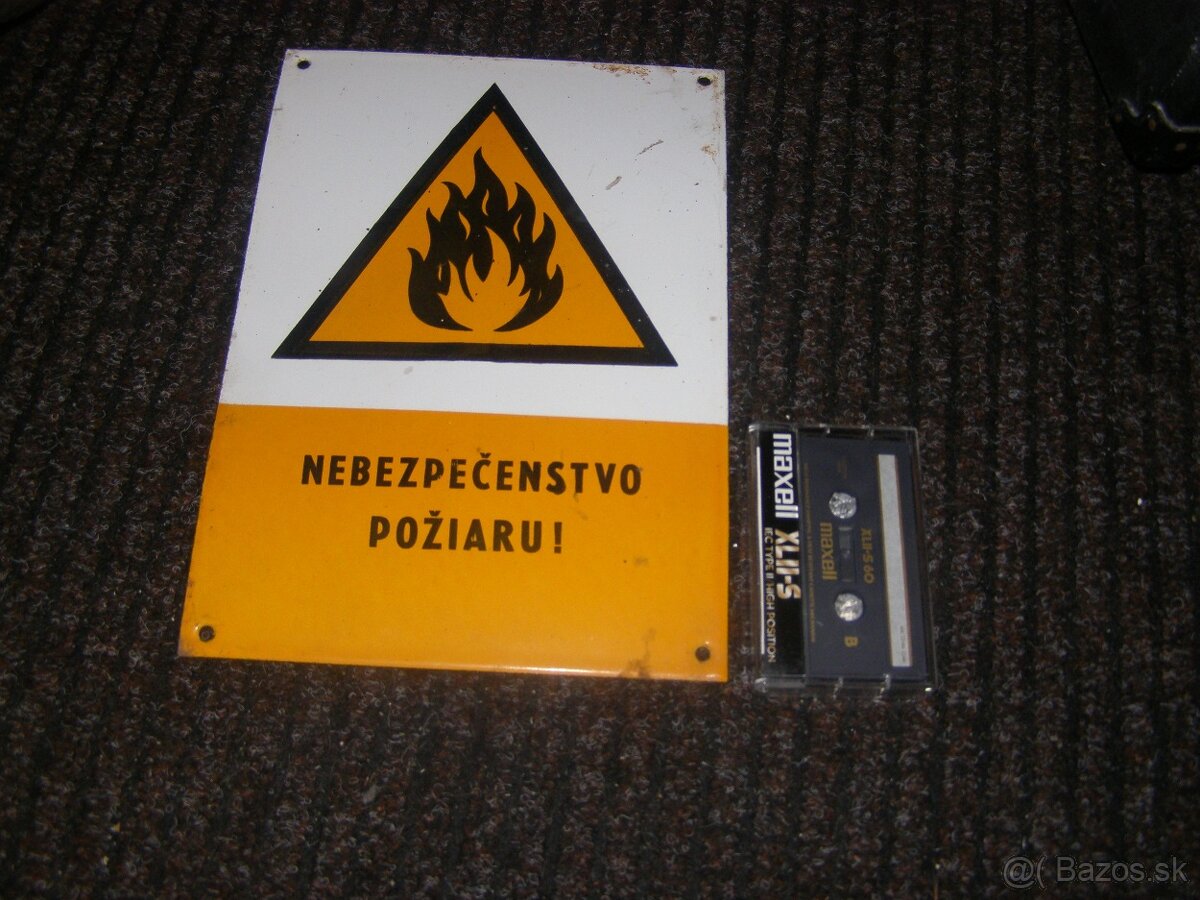 NEBEZPEČENSTVO
POŽIARU!
maxell XLII-S
IEC TYPE II HIGH POSITION
XLII-S 60
maxell
B
@( Bazos.sk